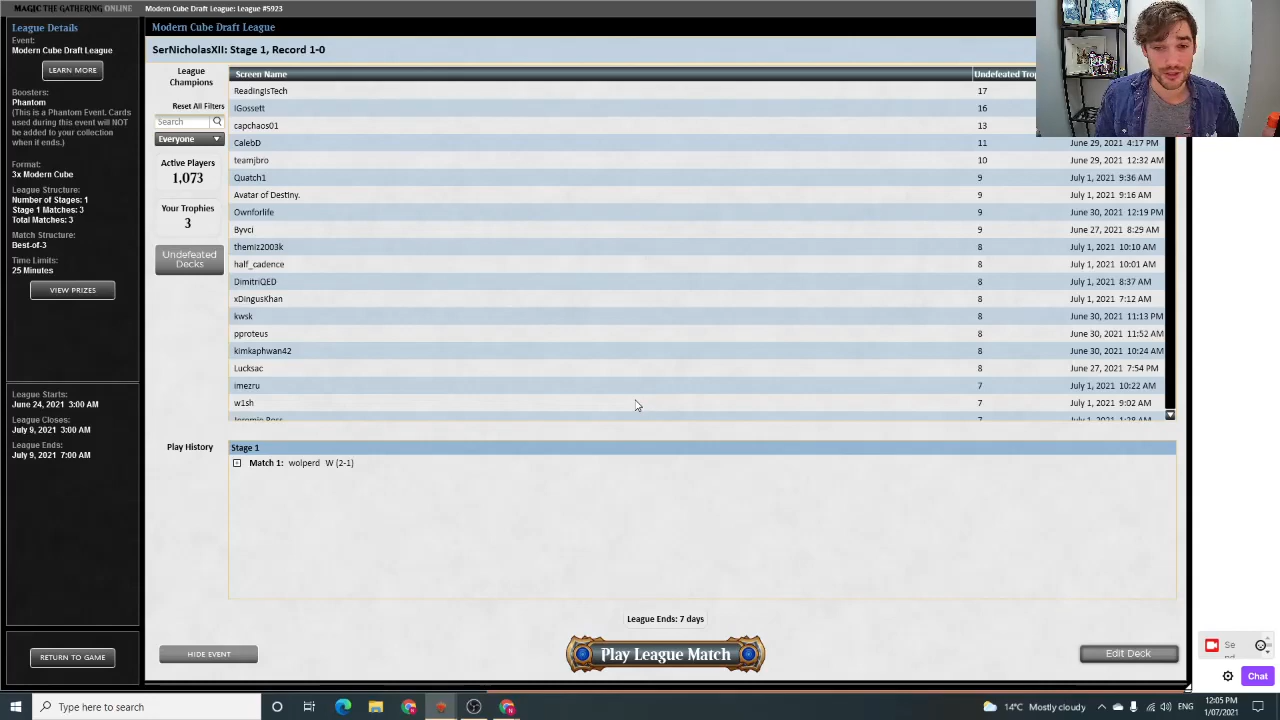 MAGIC THE GATHERING ONLINE
Modern Cube Draft League: League #5923
League Details
Event:
Modern Cube Draft League
LEARN MORE
Boosters:
Phantom
(This is a Phantom Event. Cards
used during this event will NOT
be added to your collection
when it ends.)
Format:
3x Modern Cube
League Structure:
Number of Stages: 1
Stage 1 Matches: 3
Total Matches: 3
Match Structure:
Best-of-3
Time Limits:
25 Minutes
VIEW PRIZES
League Starts:
June 24, 2021 3:00 AM
League Closes:
July 9, 2021 3:00 AM
League Ends:
July 9, 2021 7:00 AM
RETURN TO GAME
Modern Cube Draft League
SerNicholasXII: Stage 1, Record 1-0
League
Champions
Reset All Filters
Search
Everyone
Active Players
1,073
Your Trophies
3
Undefeated
Decks
Screen Name Undefeated Trop
ReadingIsTech 17
IGossett 16
capchaos01 13
CalebD 11 June 29, 2021 4:17 PM
teamjbro 10 June 29, 2021 12:32 AM
Quatch1 9 July 1, 2021 9:36 AM
Avatar of Destiny. 9 July 1, 2021 9:16 AM
Ownforlife 9 June 30, 2021 12:19 PM
Byvci 9 June 27, 2021 8:29 AM
themiz2003k 8 July 1, 2021 10:10 AM
half_cadence 8 July 1, 2021 10:01 AM
DimitriQED 8 July 1, 2021 8:37 AM
xDingusKhan 8 July 1, 2021 7:12 AM
kwsk 8 June 30, 2021 11:13 PM
pproteus 8 June 30, 2021 11:52 AM
kimkaphwan42 8 June 30, 2021 10:24 AM
Lucksac 8 June 27, 2021 7:54 PM
imezru 7 July 1, 2021 10:22 AM
w1sh 7 July 1, 2021 9:02 AM
7 July 1, 2021 1:28 AM
Play History
Stage 1
Match 1: wolperd W (2-1)
League Ends: 7 days
HIDE EVENT
Play League Match
Edit Deck
Se
Chat
Type here to search
14°C Mostly cloudy
12:05 PM
1/07/2021